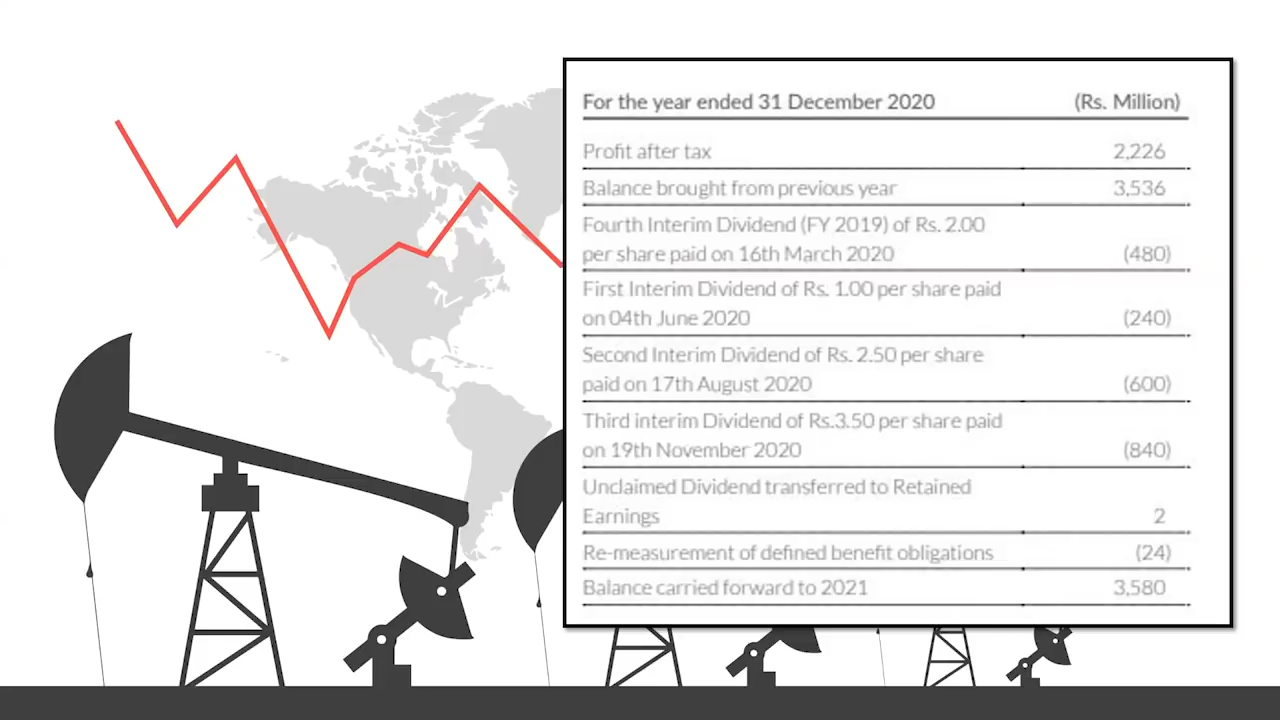 For the year ended 31 December 2020 (Rs. Million)
Profit after tax 2,226
Balance brought from previous year 3,536
Fourth Interim Dividend (FY 2019) of Rs. 2.00
per share paid on 16th March 2020 (480)
First Interim Dividend of Rs. 1.00 per share paid
on 04th June 2020 (240)
Second Interim Dividend of Rs. 2.50 per share
paid on 17th August 2020 (600)
Third interim Dividend of Rs.3.50 per share paid
on 19th November 2020 (840)
Unclaimed Dividend transferred to Retained
Earnings 2
Re-measurement of defined benefit obligations (24)
Balance carried forward to 2021 3,580